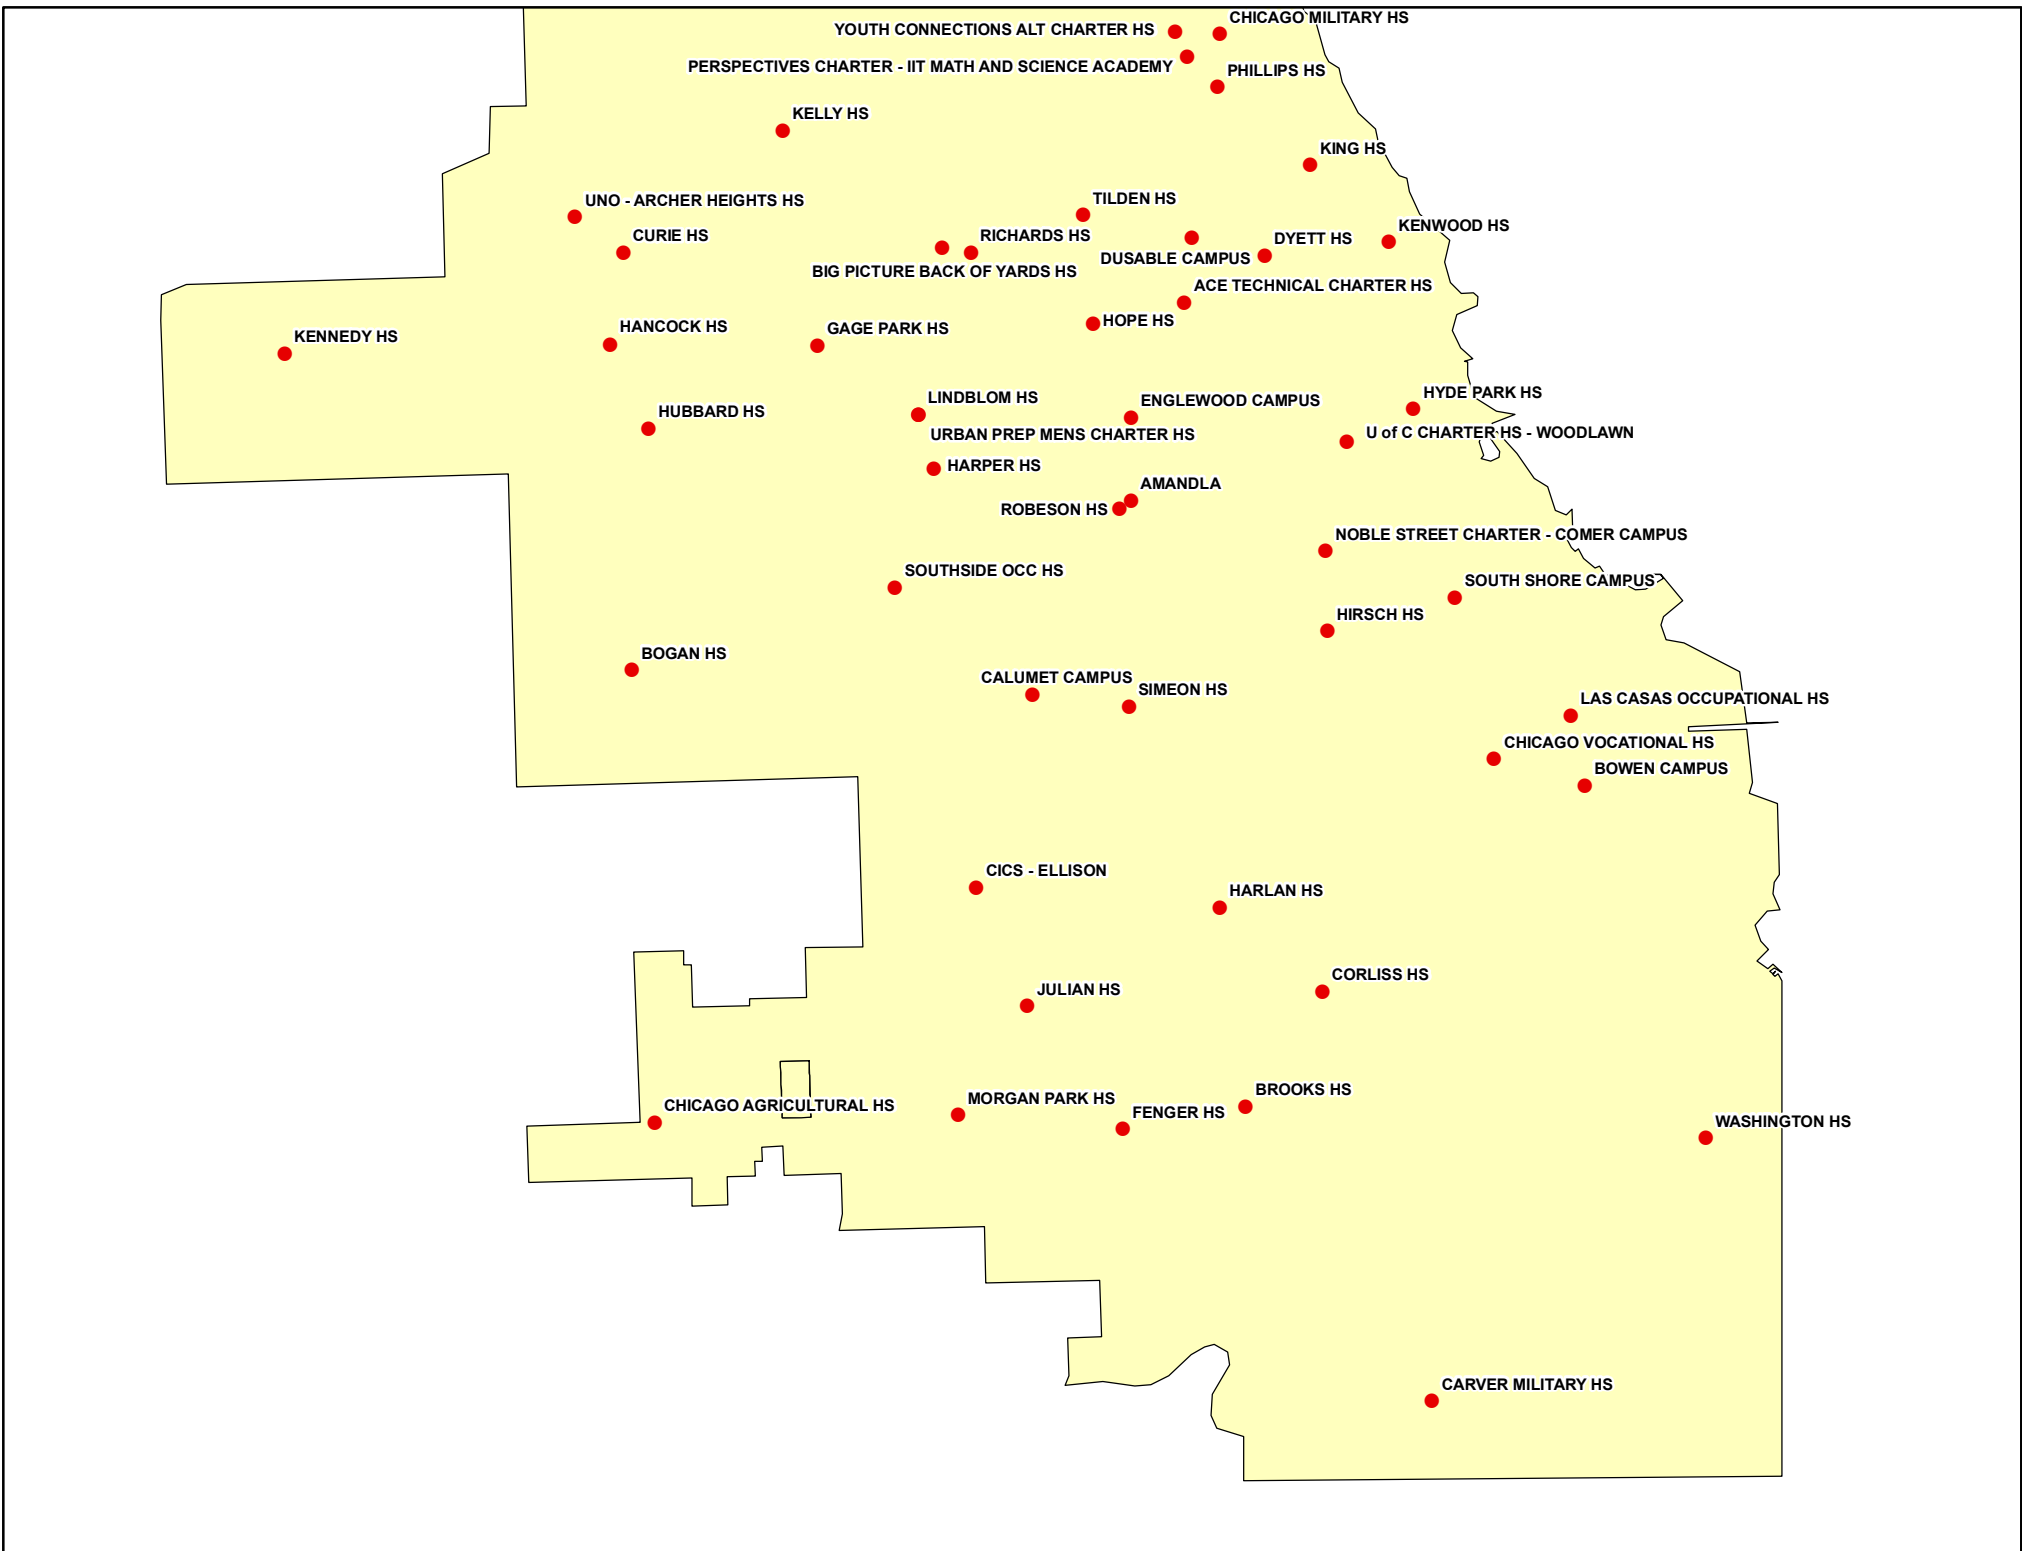 CHICAGO MILITARY HS
YOUTH CONNECTIONS ALT CHARTER HS
PERSPECTIVES CHARTER - IIT MATH AND SCIENCE ACADEMY
PHILLIPS HS
KELLY HS
KING HS
UNO - ARCHER HEIGHTS HS
TILDEN HS
KENWOOD HS
CURIE HS
RICHARDS HS
DYETT HS
DUSABLE CAMPUS
BIG PICTURE BACK OF YARDS HS
ACE TECHNICAL CHARTER HS
HOPE HS
HANCOCK HS
GAGE PARK HS
KENNEDY HS
HYDE PARK HS
LINDBLOM HS
ENGLEWOOD CAMPUS
HUBBARD HS
U of C CHARTER HS - WOODLAWN
URBAN PREP MENS CHARTER HS
HARPER HS
AMANDLA
ROBESON HS
NOBLE STREET CHARTER - COMER CAMPUS
SOUTHSIDE OCC HS
SOUTH SHORE CAMPUS
HIRSCH HS
BOGAN HS
CALUMET CAMPUS
SIMEON HS
LAS CASAS OCCUPATIONAL HS
CHICAGO VOCATIONAL HS
BOWEN CAMPUS
CICS - ELLISON
HARLAN HS
CORLISS HS
JULIAN HS
BROOKS HS
MORGAN PARK HS
CHICAGO AGRICULTURAL HS
FENGER HS
WASHINGTON HS
CARVER MILITARY HS